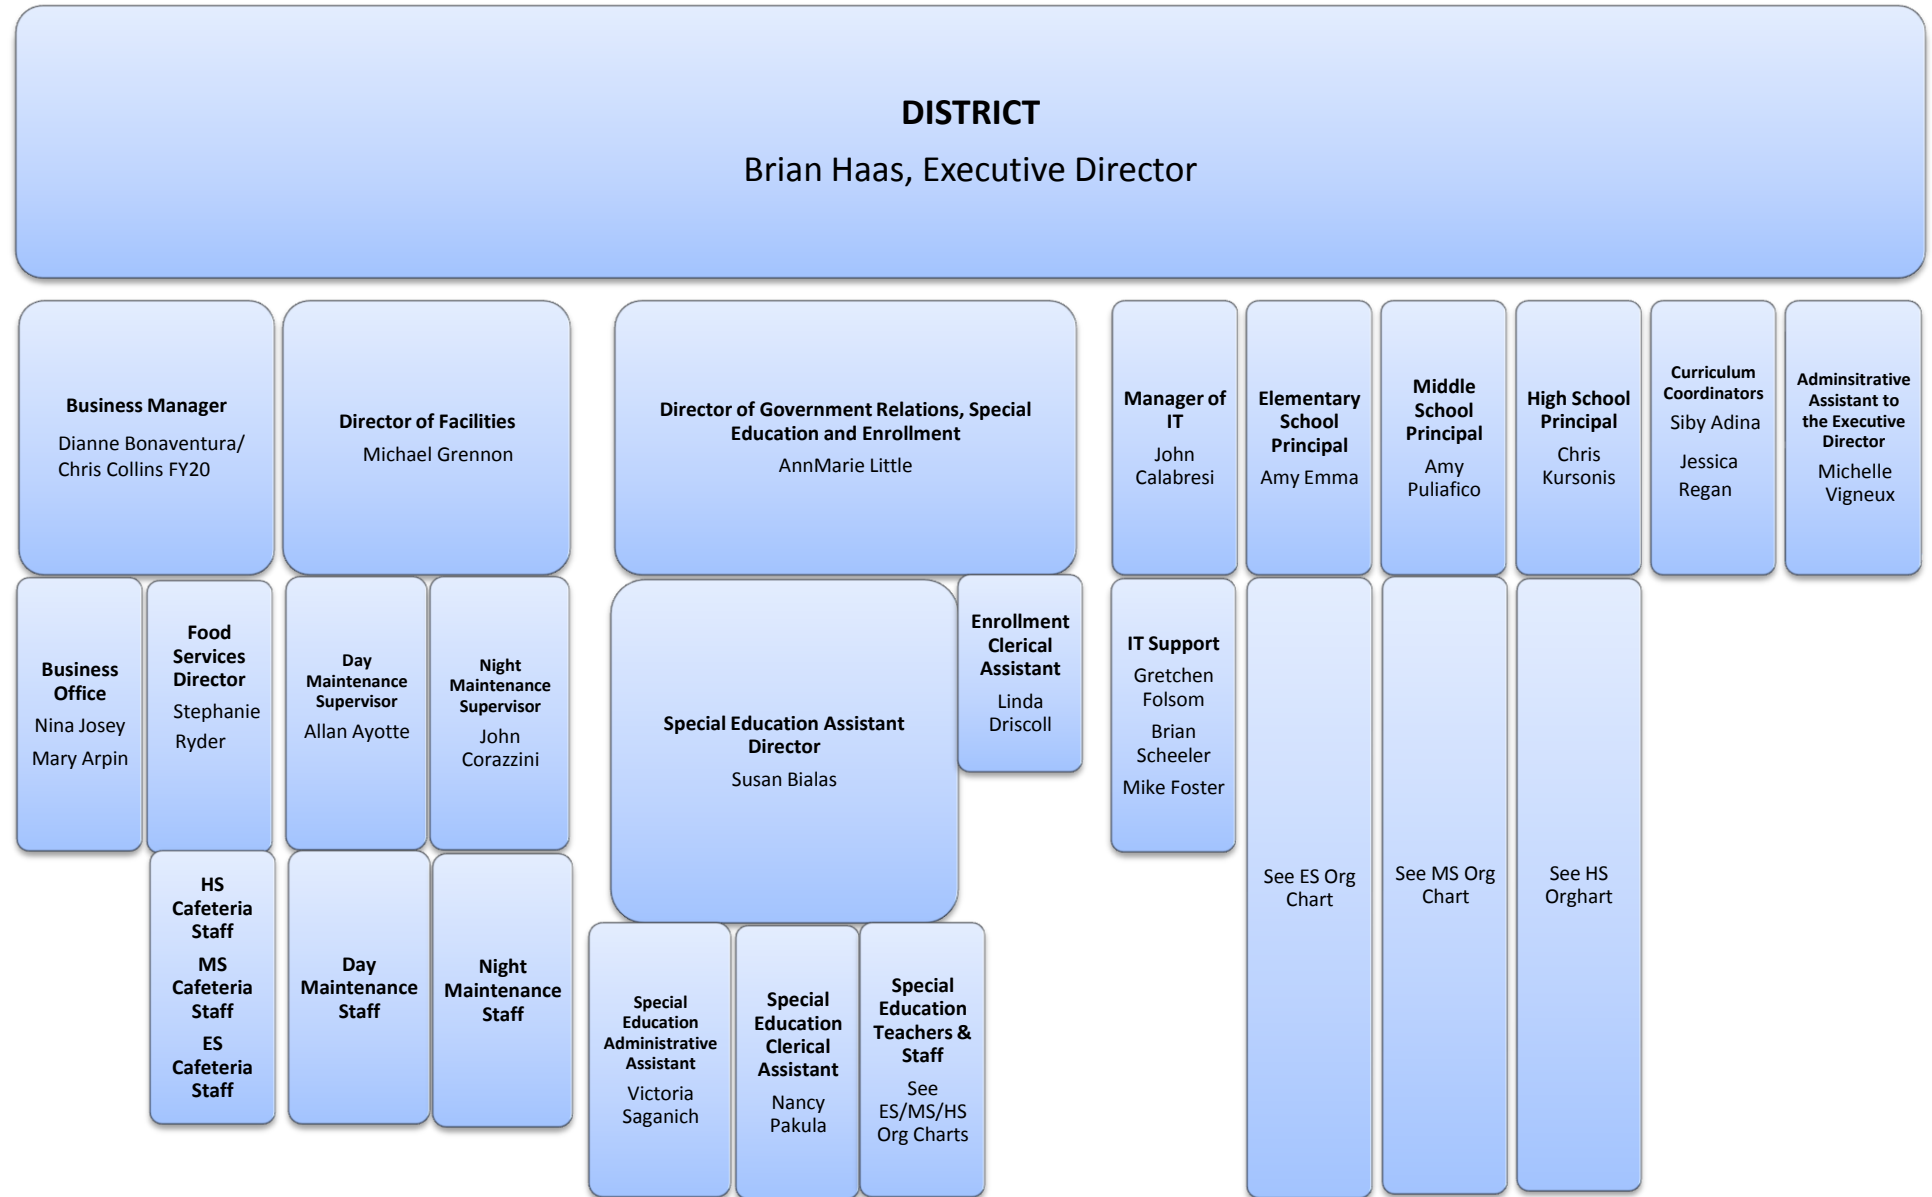 DISTRICT
Brian Haas, Executive Director
Business Manager
Dianne Bonaventura/
Chris Collins FY20
Director of Facilities
Michael Grennon
Director of Government Relations, Special
Education and Enrollment
AnnMarie Little
Manager of
IT
John
Calabresi
Elementary
School
Principal
Amy Emma
Middle
School
Principal
Amy
Puliafico
High School
Principal
Chris
Kursonis
Curriculum
Coordinators
Siby Adina
Jessica
Regan
Adminsitrative
Assistant to
the Executive
Director
Michelle
Vigneux
Business
Office
Nina Josey
Mary Arpin
Food
Services
Director
Stephanie
Ryder
Day
Maintenance
Supervisor
Allan Ayotte
Night
Maintenance
Supervisor
John
Corazzini
Special Education Assistant
Director
Susan Bialas
Enrollment
Clerical
Assistant
Linda
Driscoll
IT Support
Gretchen
Folsom
Brian
Scheeler
Mike Foster
See ES Org
Chart
See MS Org
Chart
See HS
Orghart
HS
Cafeteria
Staff
MS
Cafeteria
Staff
ES
Cafeteria
Staff
Day
Maintenance
Staff
Night
Maintenance
Staff
Special
Education
Administrative
Assistant
Victoria
Saganich
Special
Education
Clerical
Assistant
Nancy
Pakula
Special
Education
Teachers &
Staff
See
ES/MS/HS
Org Charts